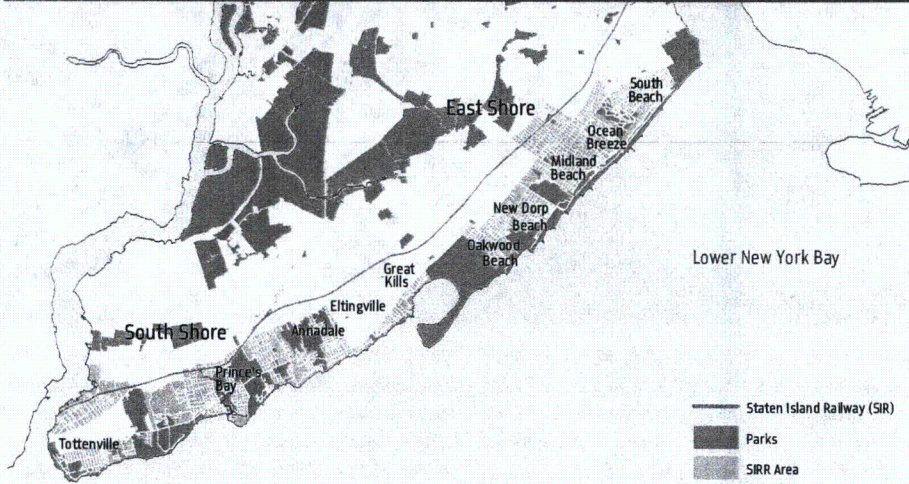 East Shore
South
Beach
Ocean
Breeze
Midland
Beach
New Dorp
Beach
Oakwood
Beach
Lower New York Bay
Great
Kills
Eltingville
Annadale
South Shore
Prince's
Bay
Tottenville
Staten Island Railway (SIR)
Parks
SIRR Area